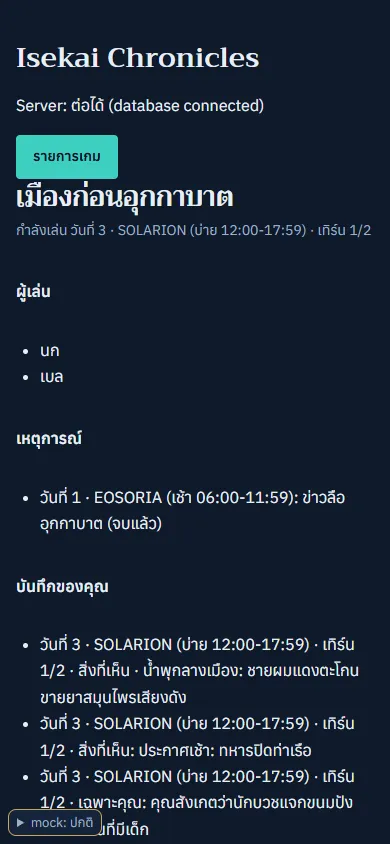 Isekai Chronicles
Server: ต่อได้ (database connected)
รายการเกม
เมืองก่อนอุกกาบาต
กำลังเล่น วันที่ 3 · SOLARION (บ่าย 12:00-17:59) · เทิร์น 1/2
ผู้เล่น
• นก
• เบล
เหตุการณ์
• วันที่ 1 · EOSORIA (เช้า 06:00-11:59): ข่าวลือ
อุกกาบาต (จบแล้ว)
บันทึกของคุณ
• วันที่ 3 · SOLARION (บ่าย 12:00-17:59) · เทิร์น
1/2 · สิ่งที่เห็น · น้ำพุกลางเมือง: ชายผมแดงตะโกน
ขายยาสมุนไพรเสียงดัง
• วันที่ 3 · SOLARION (บ่าย 12:00-17:59) · เทิร์น
1/2 · สิ่งที่เห็น: ประกาศเช้า: ทหารปิดท่าเรือ
• วันที่ 3 · SOLARION (บ่าย 12:00-17:59) · เทิร์น
1/2 · เฉพาะคุณ: คุณสังเกตว่านักบวชแจกขนมปัง
▶ mock: ปกติ
ที่มีเด็ก